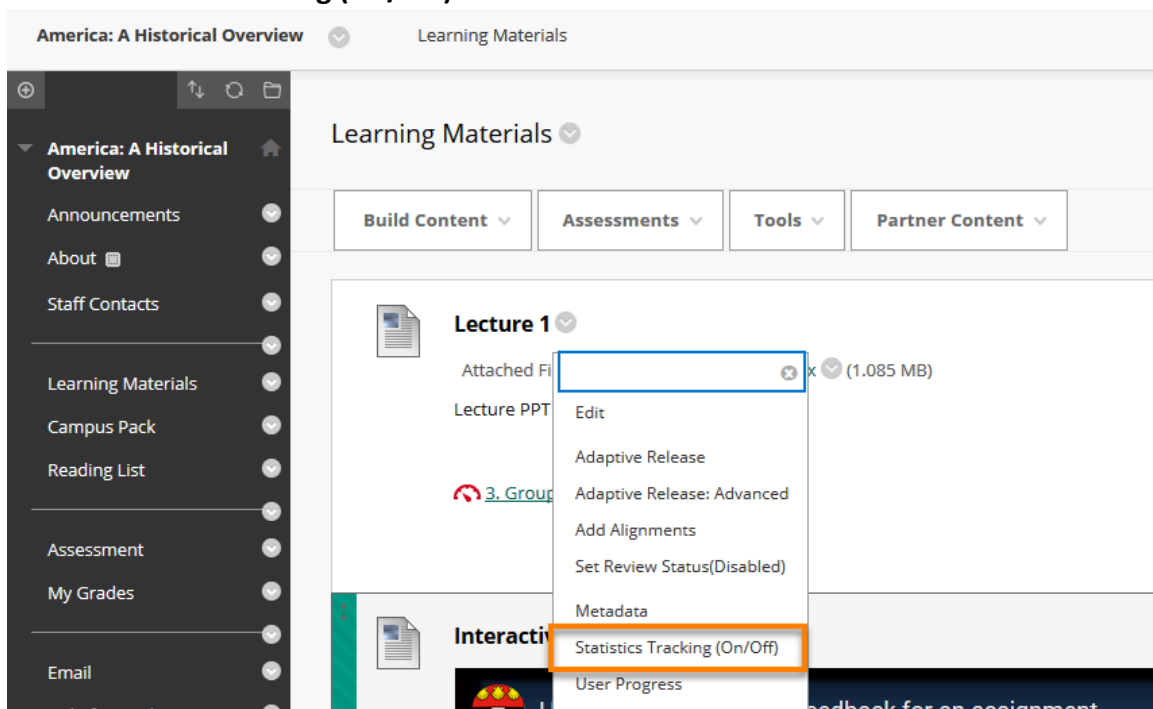 America: A Historical Overview
Learning Materials
America: A Historical
Overview
Announcements
About
Staff Contacts
Learning Materials
Campus Pack
Reading List
Assessment
My Grades
Email
Learning Materials
Build Content
Assessments
Tools
Partner Content
Lecture 1
Attached
x (1.085 MB)
Lecture PPT
3. Group
Edit
Adaptive Release
Adaptive Release: Advanced
Add Alignments
Set Review Status(Disabled)
Metadata
Statistics Tracking (On/Off)
User Progress
for an assignment